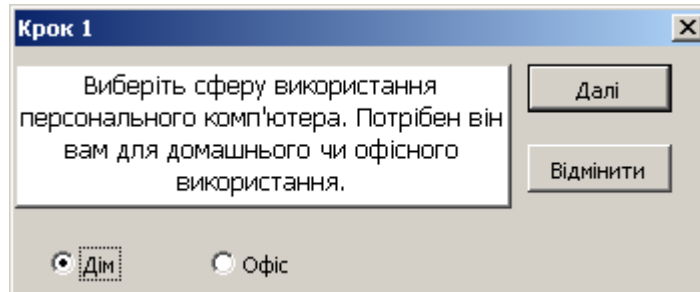 Крок 1
Виберіть сферу використання
персонального комп'ютера. Потрібен він
вам для домашнього чи офісного
використання.
Далі
Відмінити
Дім
Офіс